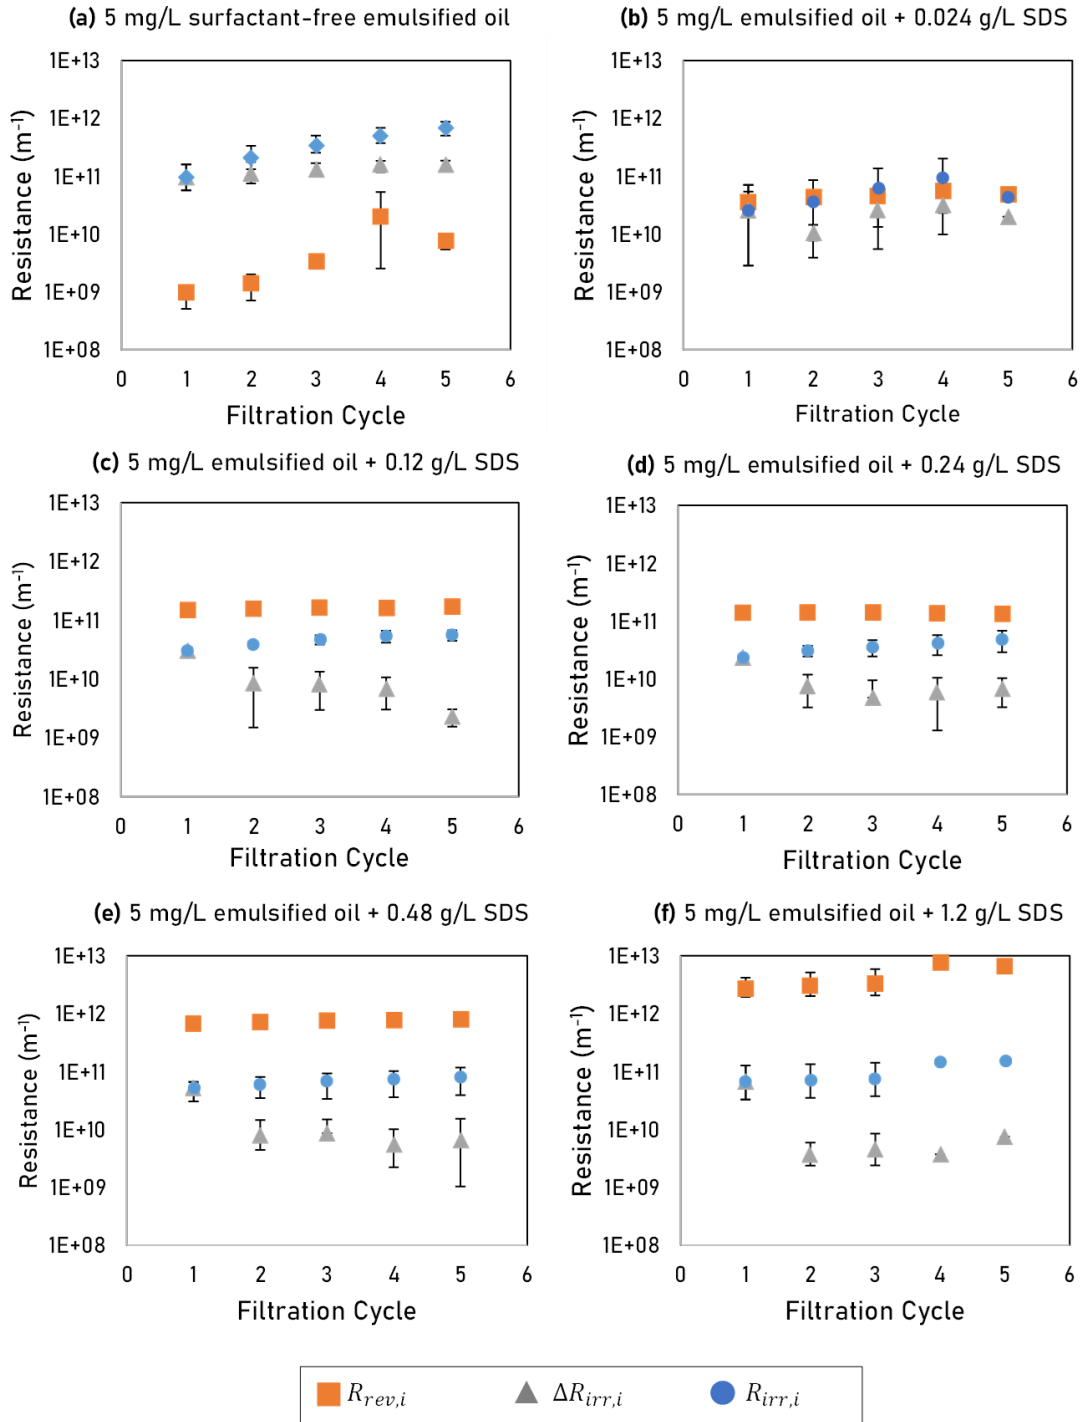 (a) 5 mg/L surfactant-free emulsified oil
1E+13
1E+12
1E+11
1E+10
1E+09
1E+08
Resistance (m⁻¹)
0 1 2 3 4 5 6
Filtration Cycle
(b) 5 mg/L emulsified oil + 0.024 g/L SDS
1E+13
1E+12
1E+11
1E+10
1E+09
1E+08
Resistance (m⁻¹)
0 1 2 3 4 5 6
Filtration Cycle
(c) 5 mg/L emulsified oil + 0.12 g/L SDS
1E+13
1E+12
1E+11
1E+10
1E+09
1E+08
Resistance (m⁻¹)
0 1 2 3 4 5 6
Filtration Cycle
(d) 5 mg/L emulsified oil + 0.24 g/L SDS
1E+13
1E+12
1E+11
1E+10
1E+09
1E+08
Resistance (m⁻¹)
0 1 2 3 4 5 6
Filtration Cycle
(e) 5 mg/L emulsified oil + 0.48 g/L SDS
1E+13
1E+12
1E+11
1E+10
1E+09
1E+08
Resistance (m⁻¹)
0 1 2 3 4 5 6
Filtration Cycle
(f) 5 mg/L emulsified oil + 1.2 g/L SDS
1E+13
1E+12
1E+11
1E+10
1E+09
1E+08
Resistance (m⁻¹)
0 1 2 3 4 5 6
Filtration Cycle
R_{rev,i} ΔR_{irr,i} R_{irr,i}